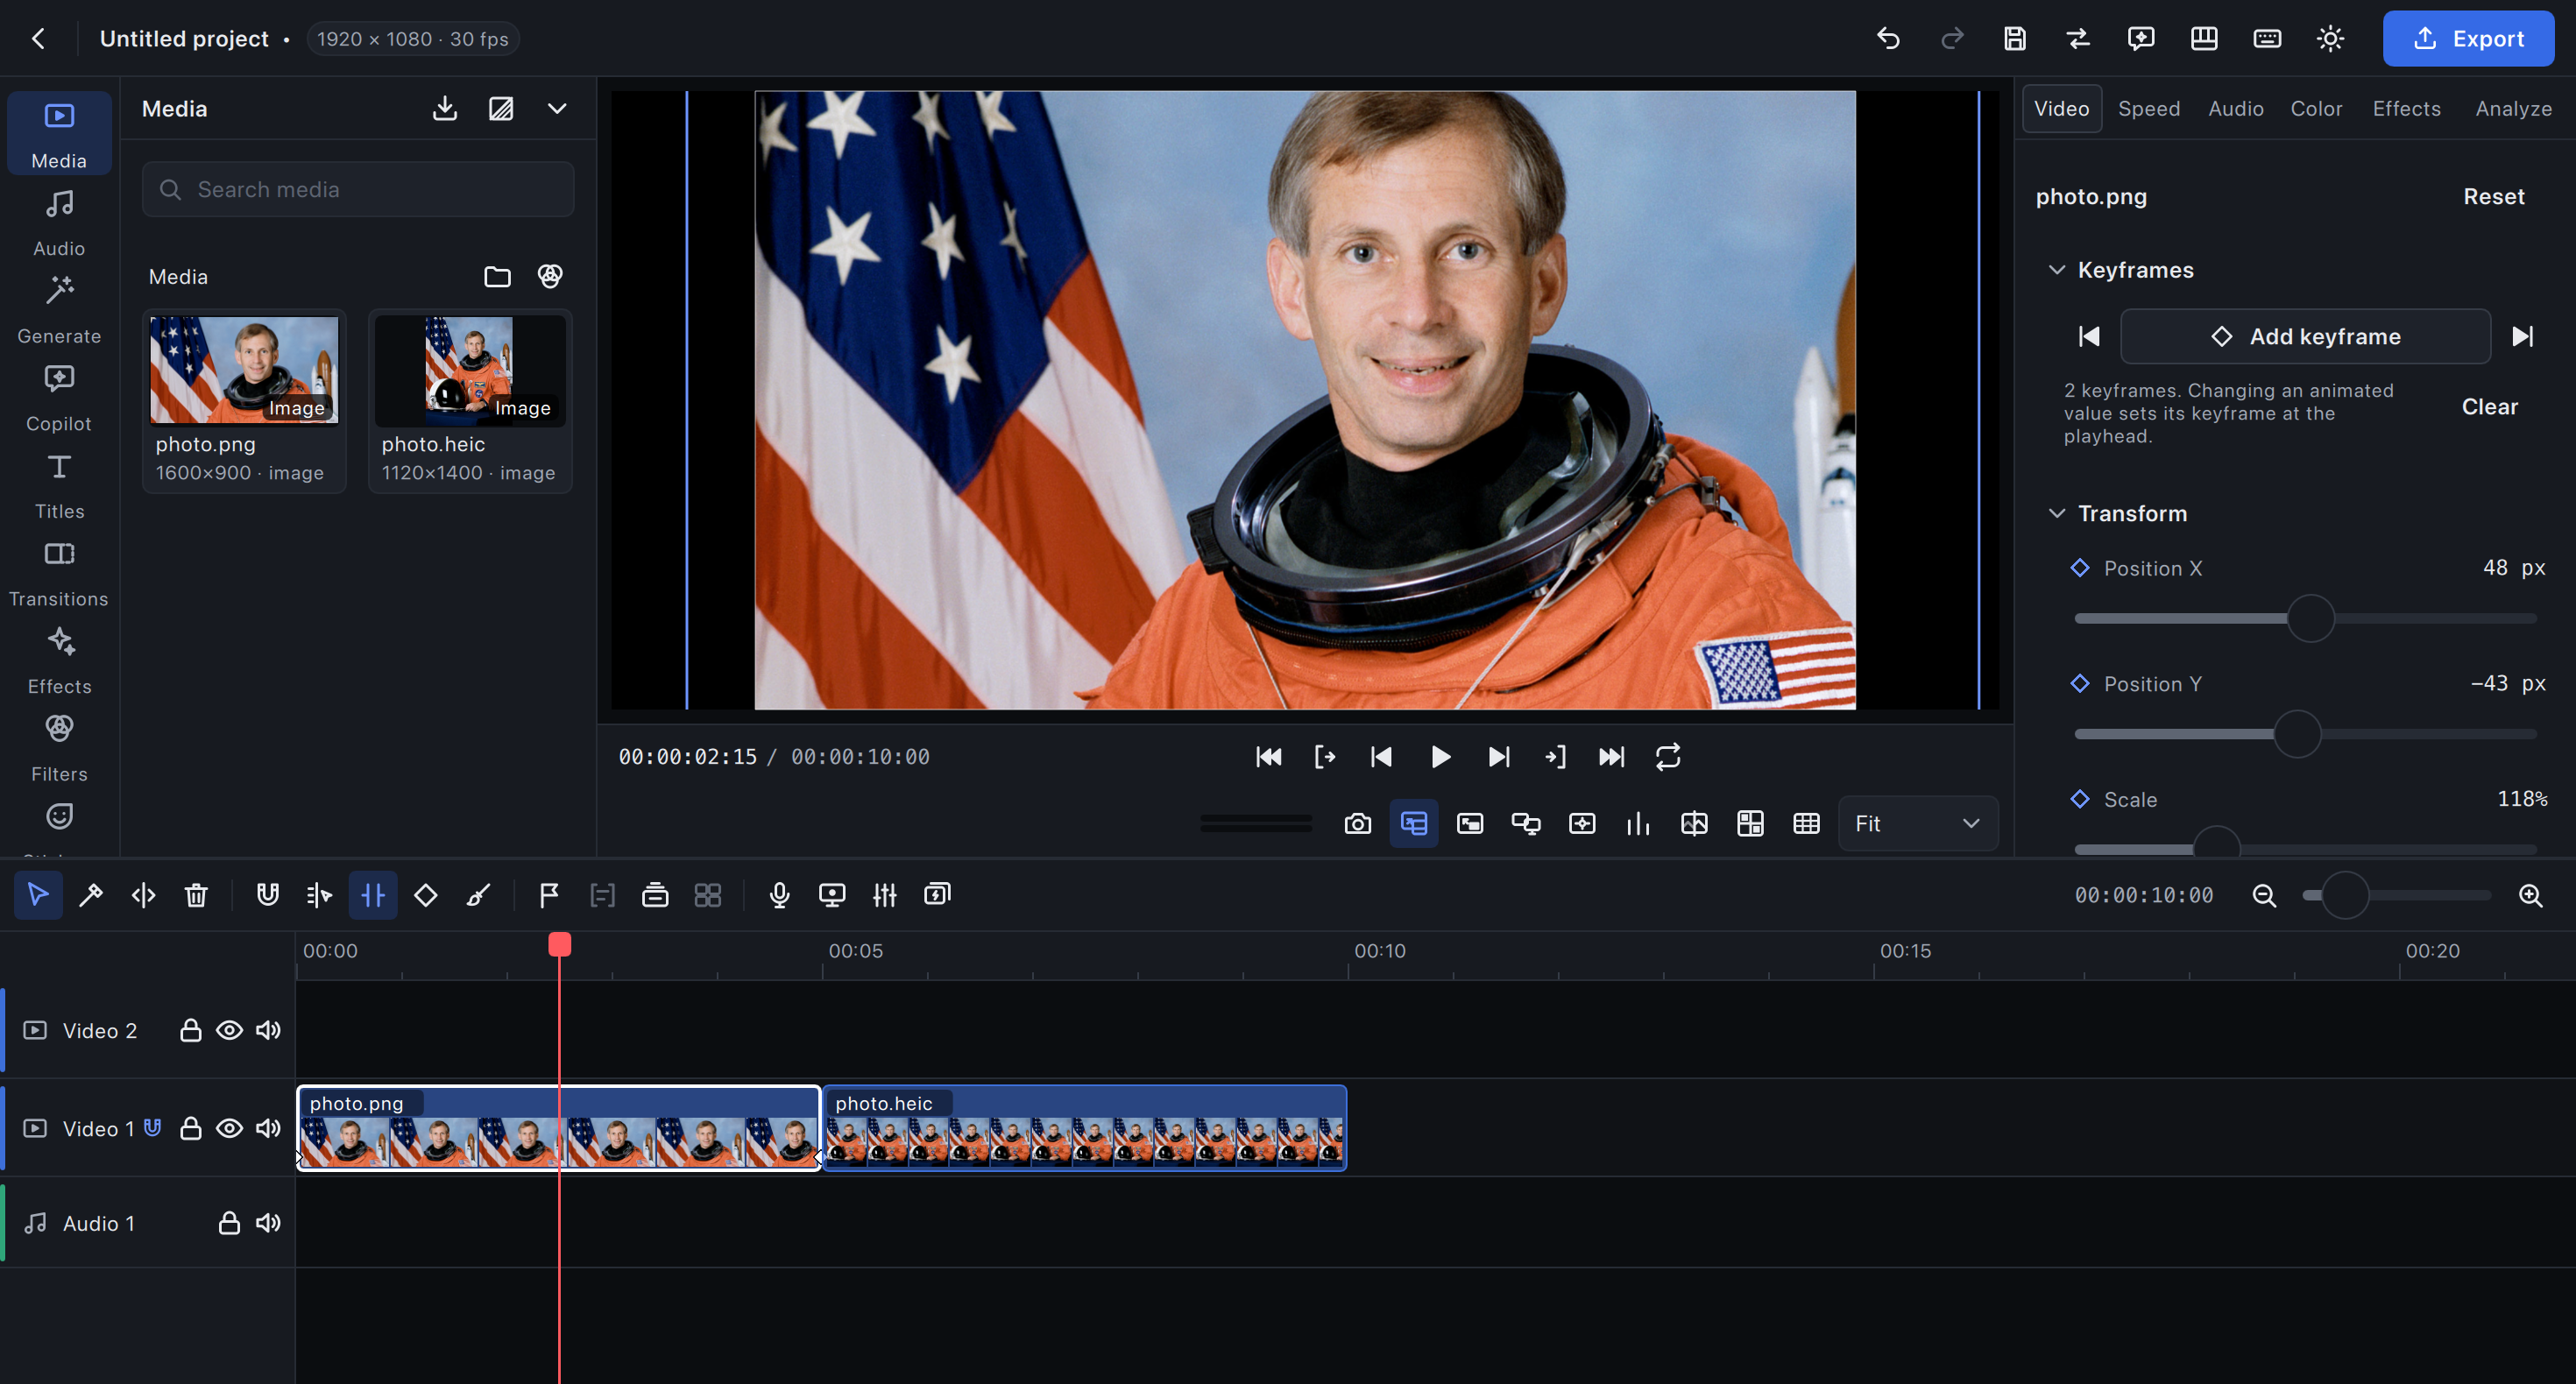 Untitled project • 1920 × 1080 · 30 fps
Export
Media
Audio
Generate
Copilot
Titles
Transitions
Effects
Filters
Media
Search media
Media
Image
photo.png
1600×900 · image
Image
photo.heic
1120×1400 · image
00:00:02:15 / 00:00:10:00
Fit
Video Speed Audio Color Effects Analyze
photo.png Reset
Keyframes
Add keyframe
2 keyframes. Changing an animated
value sets its keyframe at the
playhead.
Clear
Transform
Position X 48 px
Position Y −43 px
Scale 118%
00:00:10:00
00:00 00:05 00:10 00:15 00:20
Video 2
Video 1
photo.png photo.heic
Audio 1